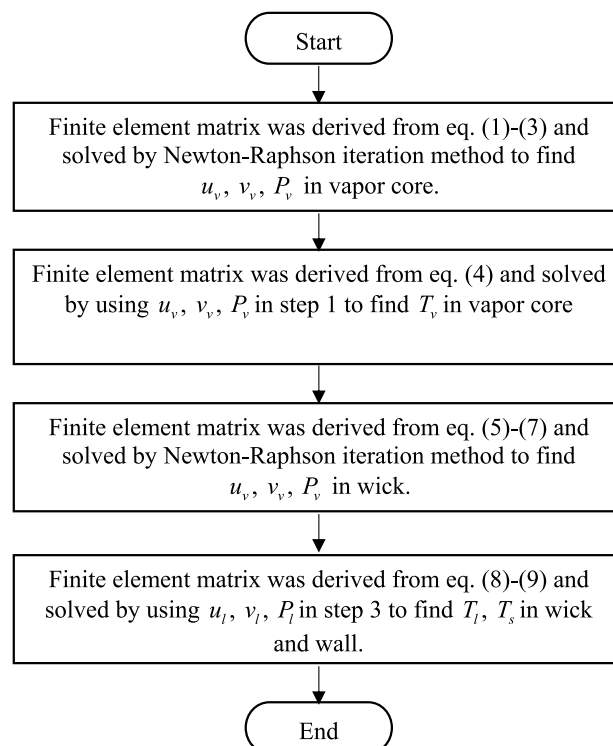 Start
Finite element matrix was derived from eq. (1)-(3) and
solved by Newton-Raphson iteration method to find
u_v, v_v, P_v in vapor core.
Finite element matrix was derived from eq. (4) and solved
by using u_v, v_v, P_v in step 1 to find T_v in vapor core
Finite element matrix was derived from eq. (5)-(7) and
solved by Newton-Raphson iteration method to find
u_v, v_v, P_v in wick.
Finite element matrix was derived from eq. (8)-(9) and
solved by using u_l, v_l, P_l in step 3 to find T_l, T_s in wick
and wall.
End